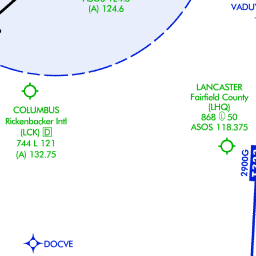 (A) 124.6
COLUMBUS
Rickenbacker Intl
(LCK) D
744 L 121
(A) 132.75
LANCASTER
Fairfield County
(LHQ)
868 L 50
ASOS 118.375
2900G
DOCVE